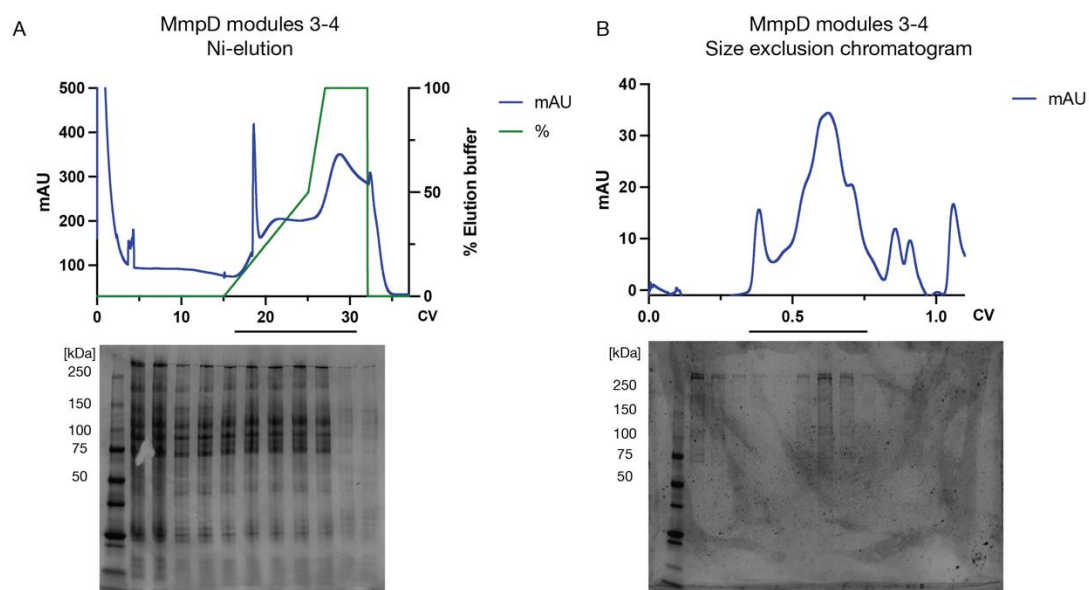 A
MmpD modules 3-4
Ni-elution
500
400
300
200
100
mAU
100
50
0
% Elution buffer
mAU
%
0
10
20
30
CV
[kDa]
250
150
100
75
50
B
MmpD modules 3-4
Size exclusion chromatogram
40
30
20
10
0
mAU
mAU
0.0
0.5
1.0
CV
[kDa]
250
150
100
75
50